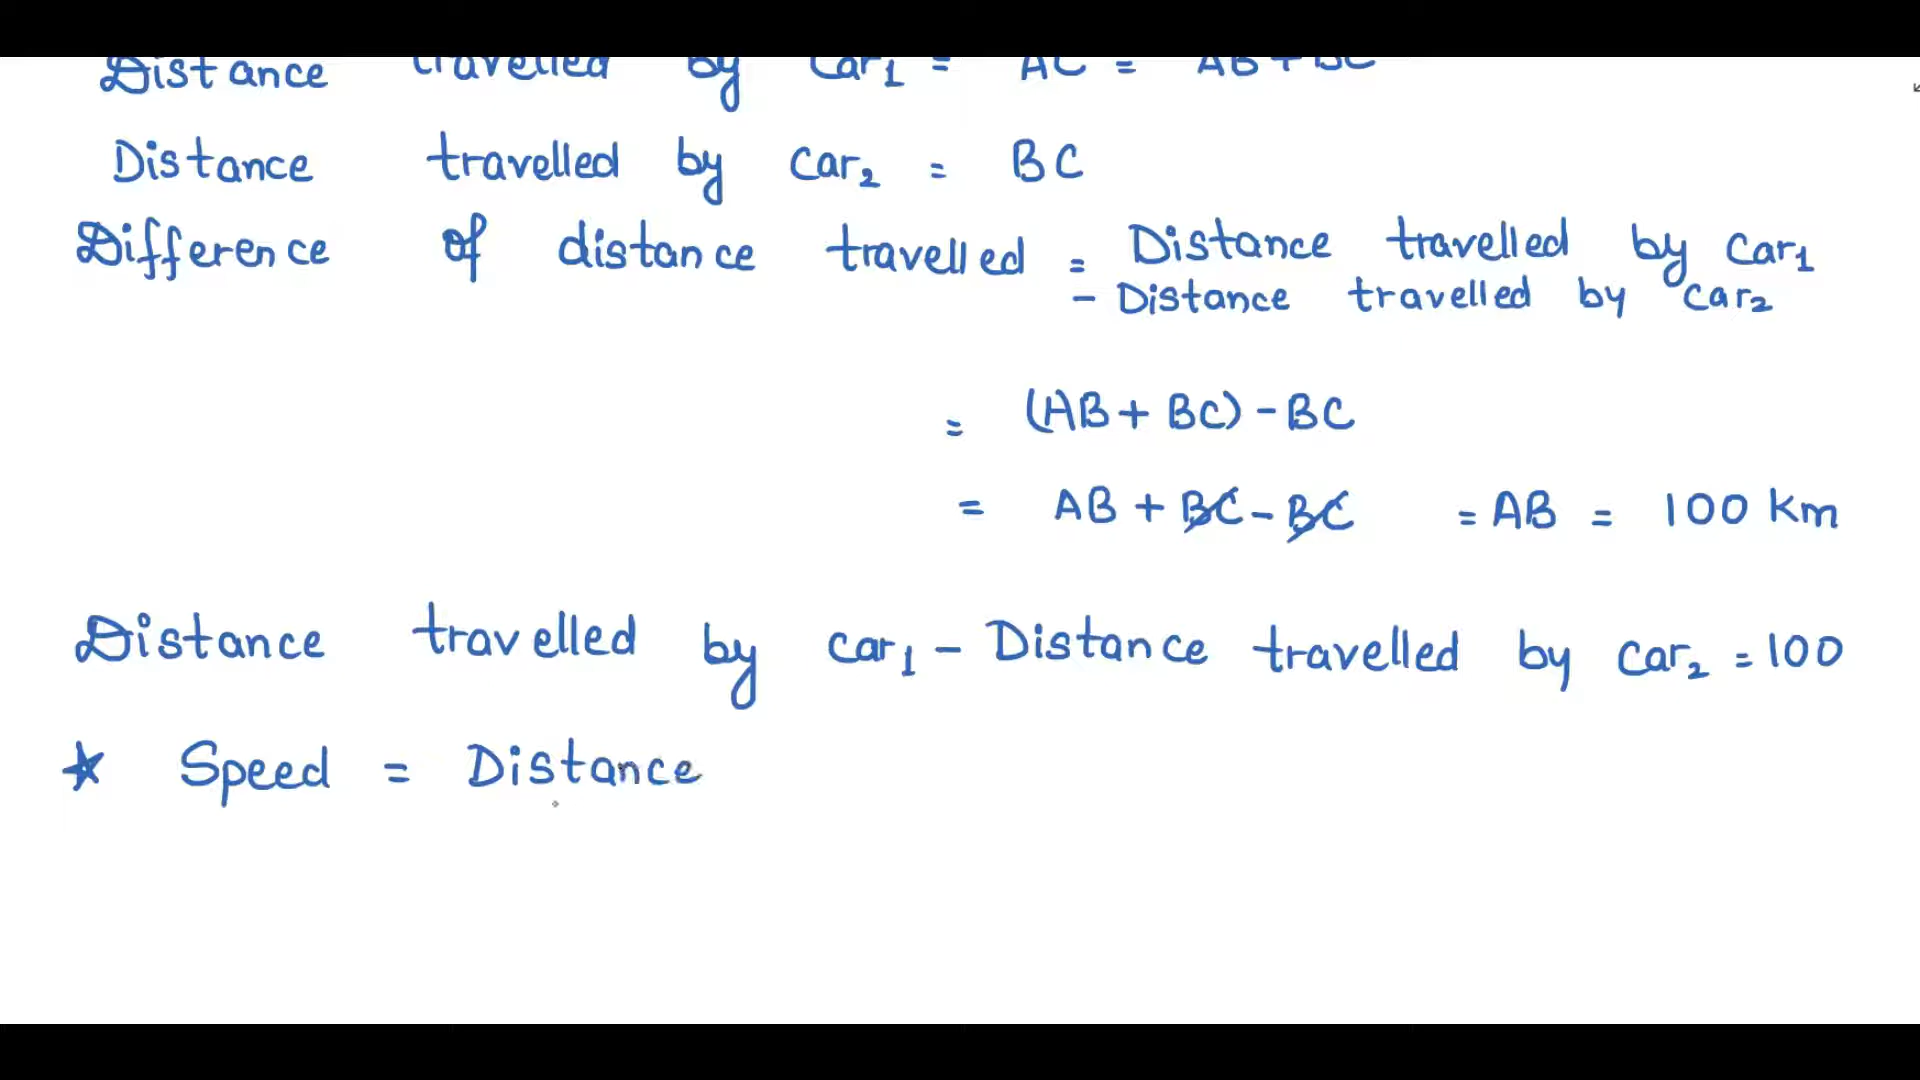 Distance travelled by Car1 = AC = AB + BC
Distance travelled by Car2 = BC
Difference of distance travelled = Distance travelled by Car1
- Distance travelled by Car2
= (AB + BC) - BC
= AB + BC - BC = AB = 100 Km
Distance travelled by car1 - Distance travelled by car2 = 100
★ Speed = Distance